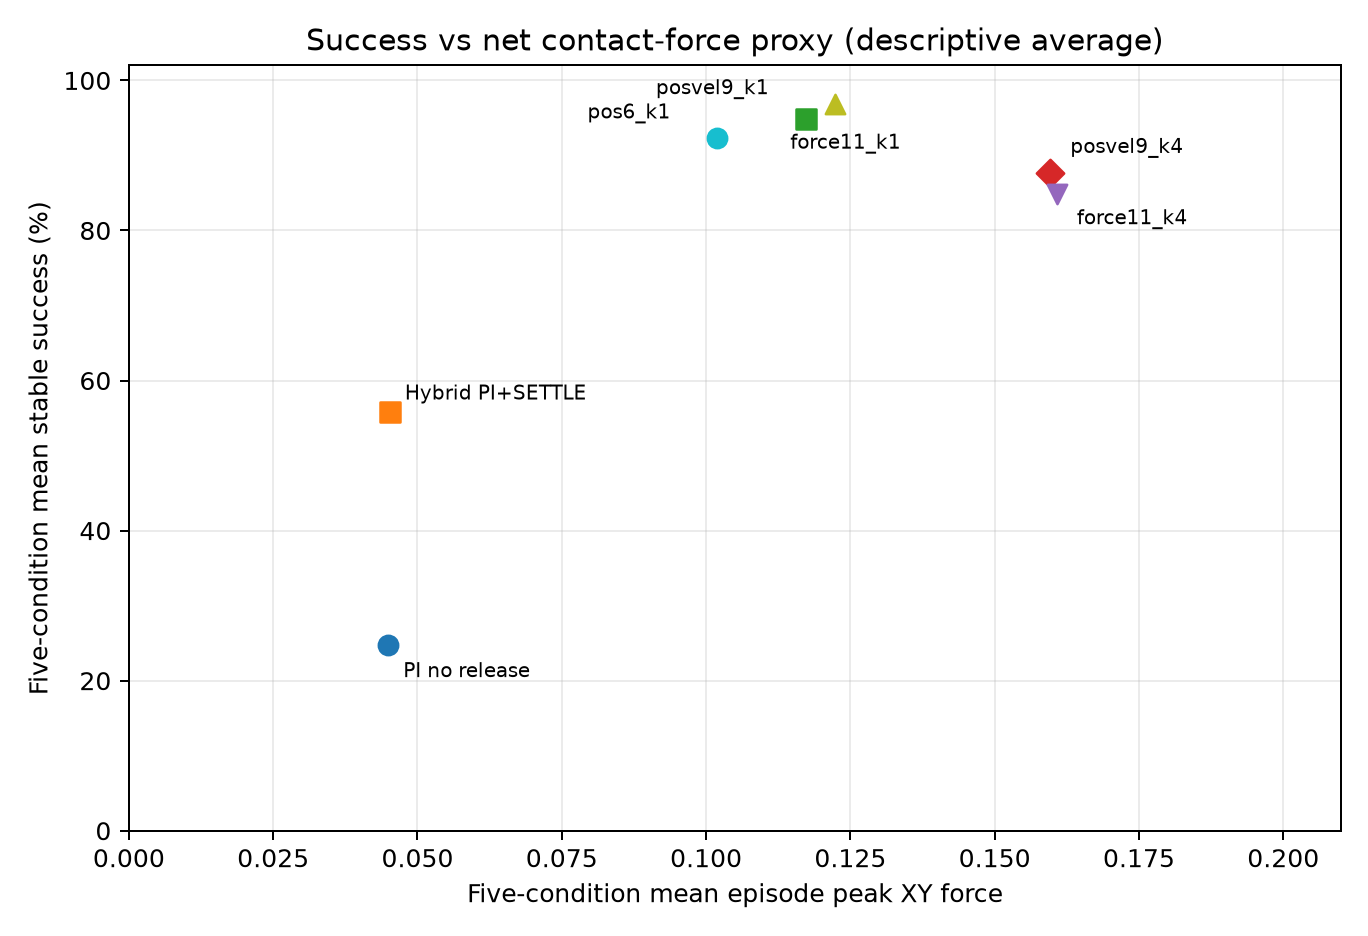 Success vs net contact-force proxy (descriptive average)
Five-condition mean stable success (%)
100
80
60
40
20
0
posvel9_k1
pos6_k1
force11_k1
posvel9_k4
force11_k4
Hybrid PI+SETTLE
PI no release
0.000 0.025 0.050 0.075 0.100 0.125 0.150 0.175 0.200
Five-condition mean episode peak XY force